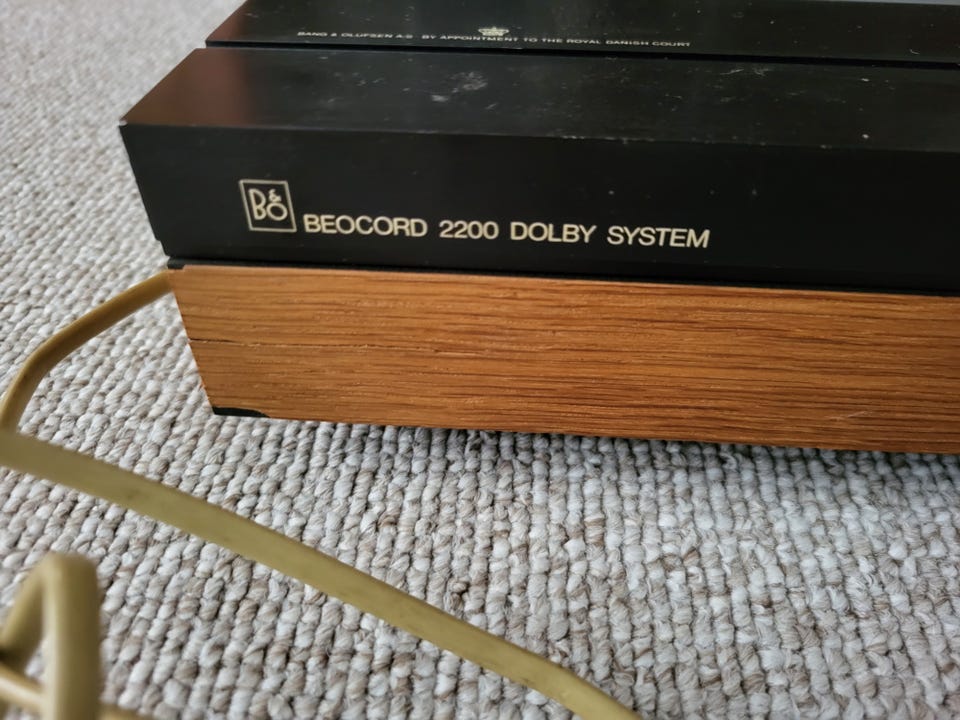 BANG & OLUFSEN A·S BY APPOINTMENT TO THE ROYAL DANISH COURT
B&O BEOCORD 2200 DOLBY SYSTEM